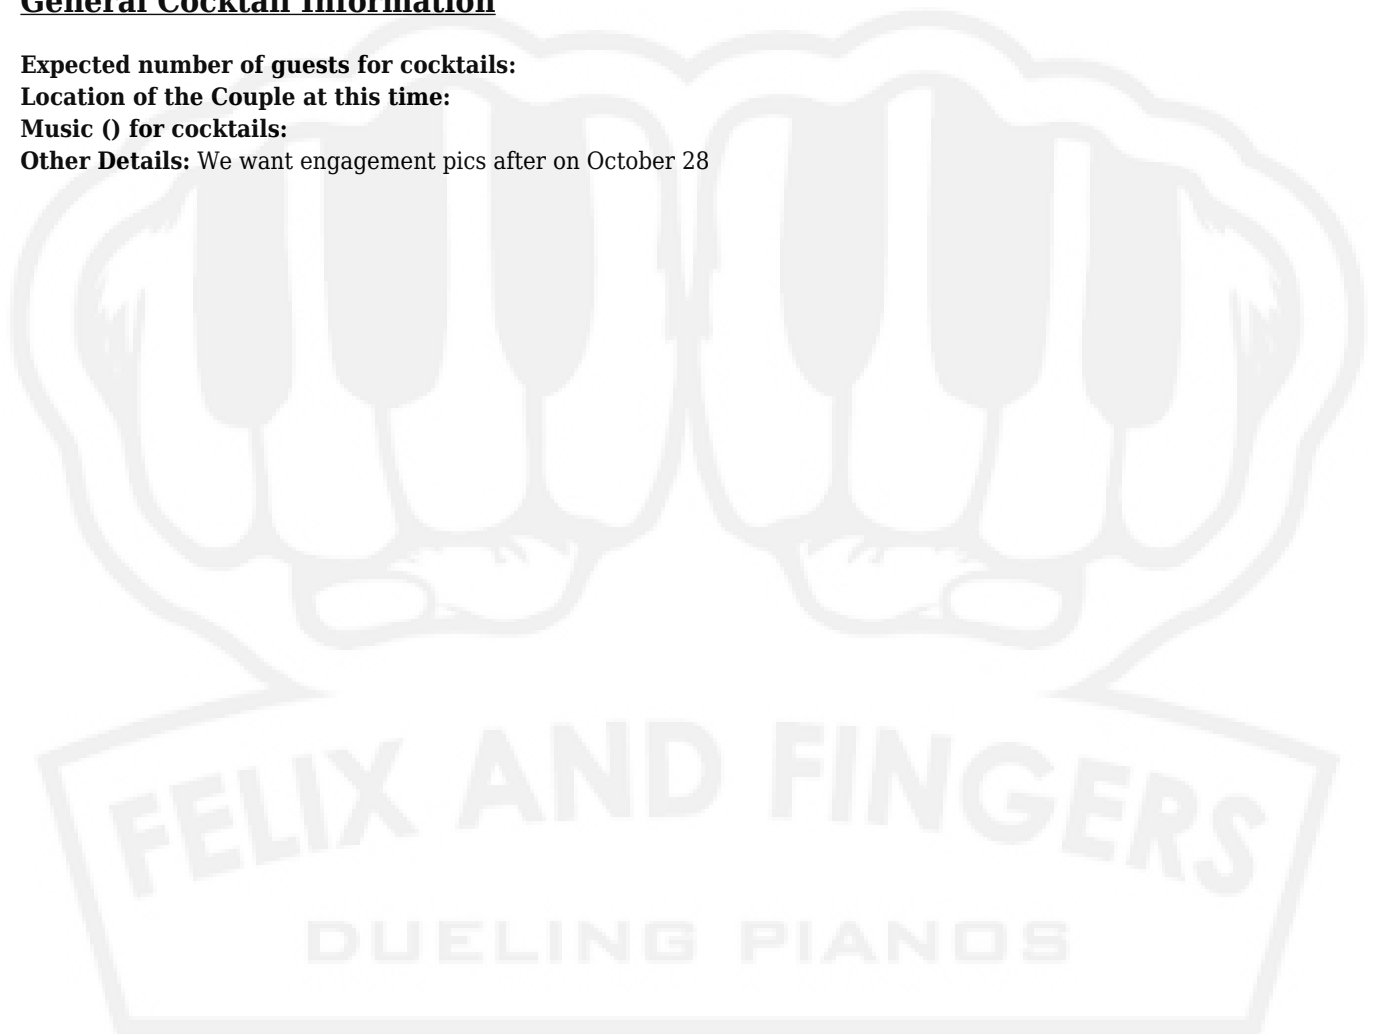 General Cocktail Information
Expected number of guests for cocktails:
Location of the Couple at this time:
Music () for cocktails:
Other Details: We want engagement pics after on October 28
FELIX AND FINGERS
DUELING PIANOS